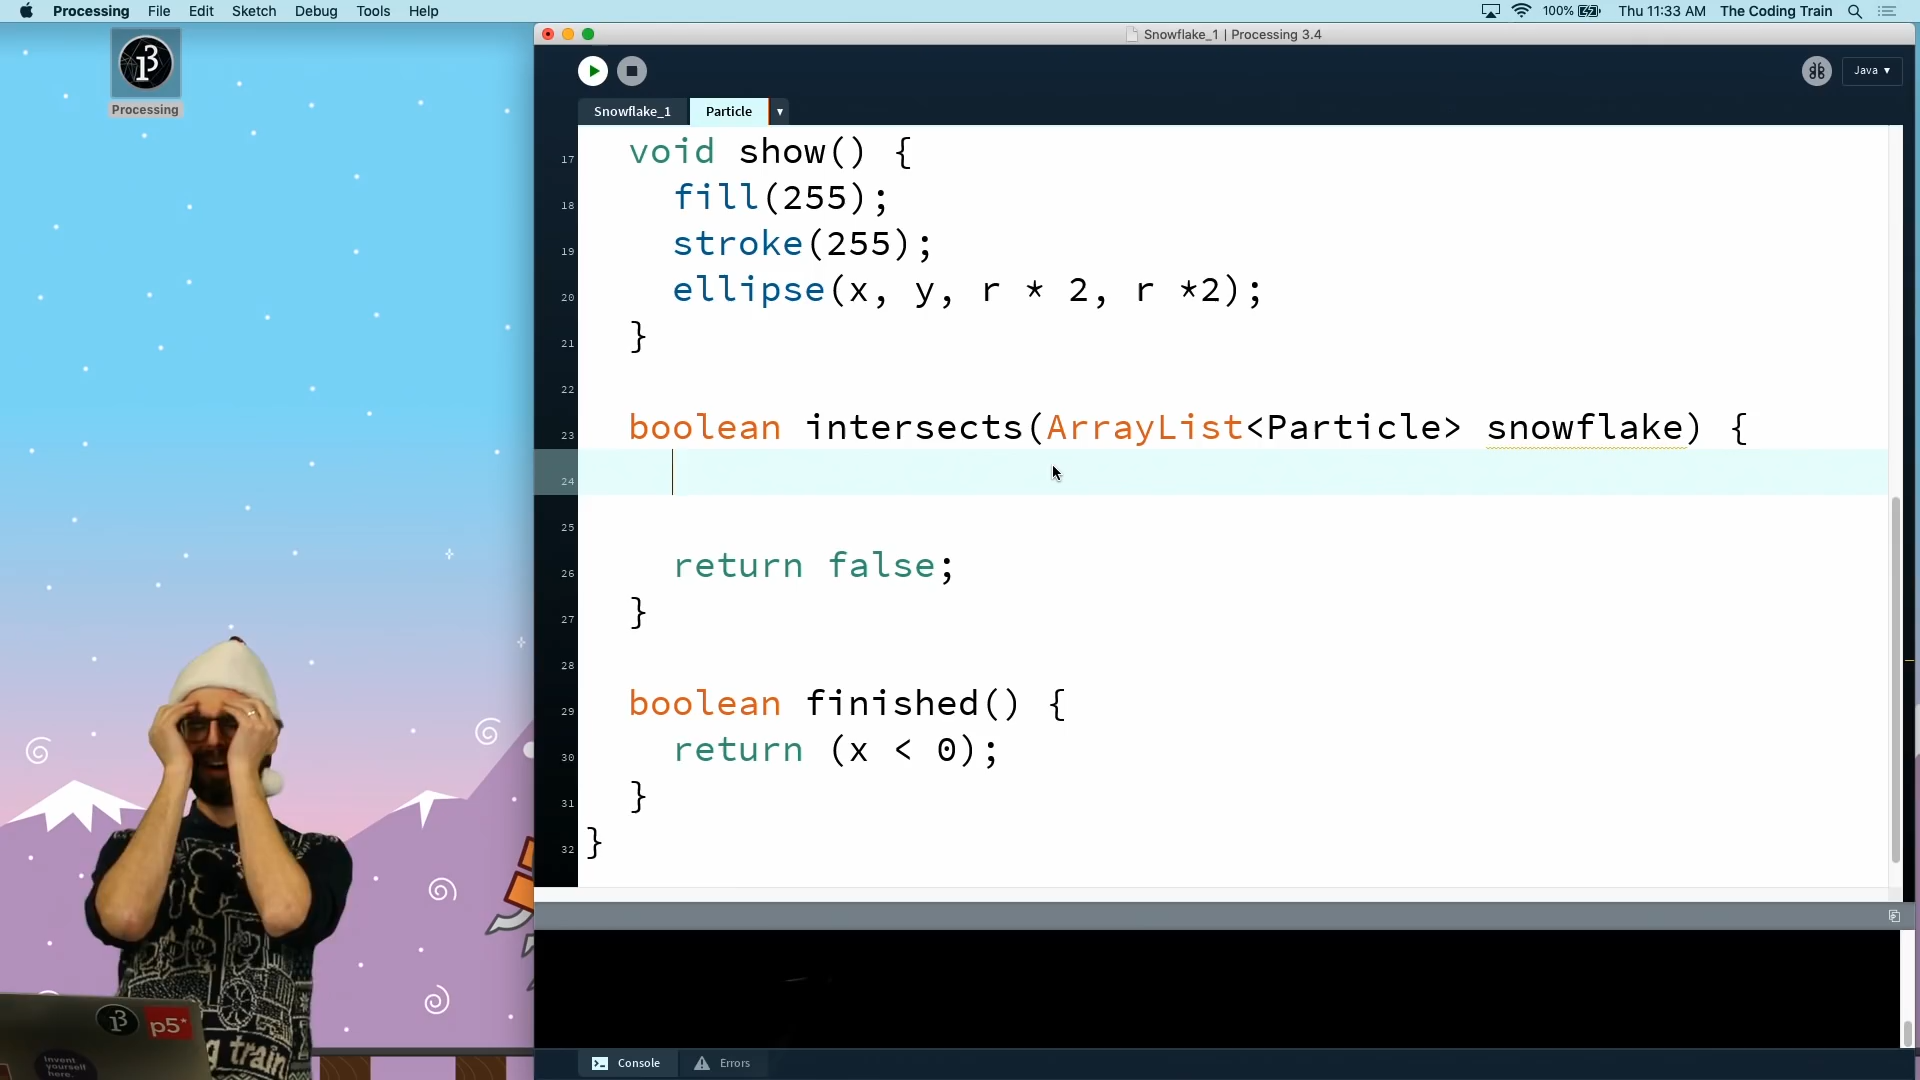 Processing File Edit Sketch Debug Tools Help
100% Thu 11:33 AM The Coding Train
Processing
Snowflake_1 | Processing 3.4
Java ▾
Snowflake_1 Particle ▾
17 void show() {
18 fill(255);
19 stroke(255);
20 ellipse(x, y, r * 2, r *2);
21 }
22
23 boolean intersects(ArrayList<Particle> snowflake) {
24
25
26 return false;
27 }
28
29 boolean finished() {
30 return (x < 0);
31 }
32 }
p5*
Invent
yourself
here.
train
Console Errors